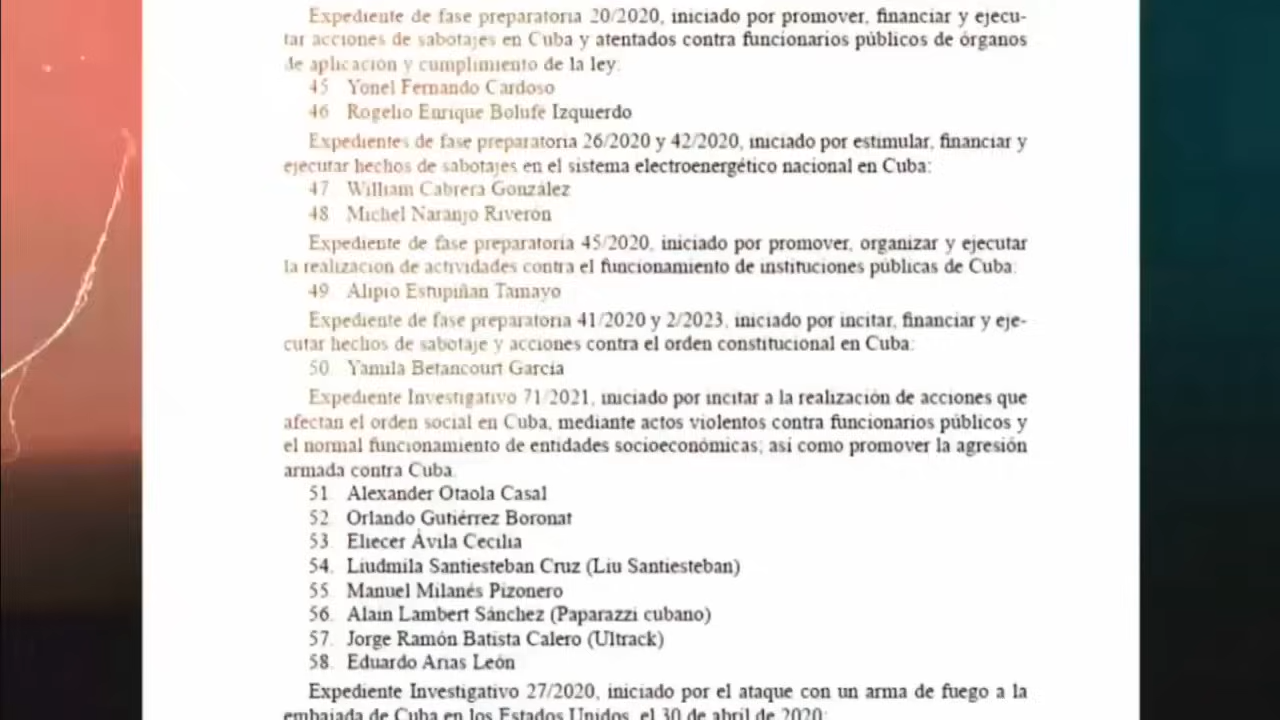 Expediente de fase preparatoria 20/2020, iniciado por promover, financiar y ejecu-
tar acciones de sabotajes en Cuba y atentados contra funcionarios públicos de órganos
de aplicación y cumplimiento de la ley:
45. Yonel Fernando Cardoso
46. Rogelio Enrique Bolufe Izquierdo
Expedientes de fase preparatoria 26/2020 y 42/2020, iniciado por estimular, financiar y
ejecutar hechos de sabotajes en el sistema electroenergético nacional en Cuba:
47. William Cabrera González
48. Michel Naranjo Riverón
Expediente de fase preparatoria 45/2020, iniciado por promover, organizar y ejecutar
la realización de actividades contra el funcionamiento de instituciones públicas de Cuba:
49. Alipio Estupiñan Tamayo
Expediente de fase preparatoria 41/2020 y 2/2023, iniciado por incitar, financiar y eje-
cutar hechos de sabotaje y acciones contra el orden constitucional en Cuba:
50. Yamila Betancourt García
Expediente Investigativo 71/2021, iniciado por incitar a la realización de acciones que
afectan el orden social en Cuba, mediante actos violentos contra funcionarios públicos y
el normal funcionamiento de entidades socioeconómicas; así como promover la agresión
armada contra Cuba.
51. Alexander Otaola Casal
52. Orlando Gutiérrez Boronat
53. Eliecer Ávila Cecilia
54. Liudmila Santiesteban Cruz (Liu Santiesteban)
55. Manuel Milanés Pizonero
56. Alain Lambert Sánchez (Paparazzi cubano)
57. Jorge Ramón Batista Calero (Ultrack)
58. Eduardo Arias León
Expediente Investigativo 27/2020, iniciado por el ataque con un arma de fuego a la
embajada de Cuba en los Estados Unidos, el 30 de abril de 2020: